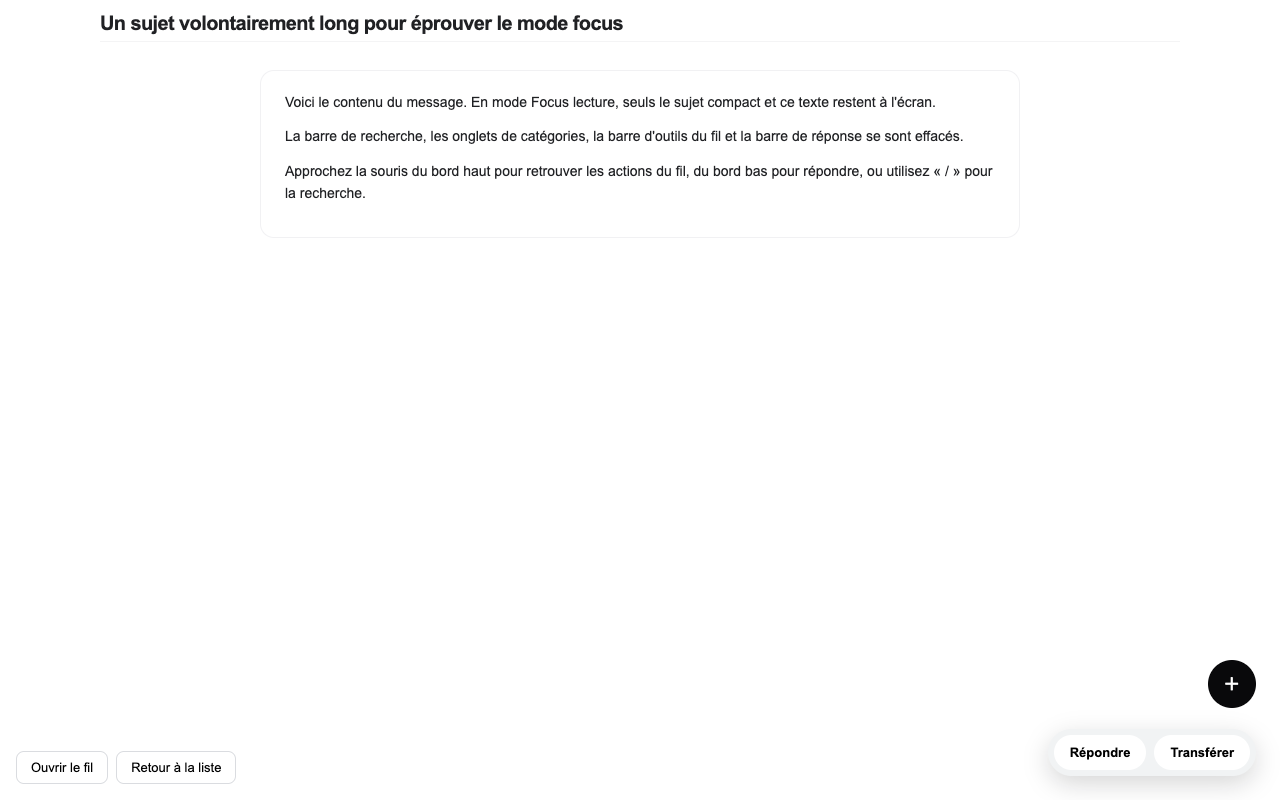 Un sujet volontairement long pour éprouver le mode focus
Voici le contenu du message. En mode Focus lecture, seuls le sujet compact et ce texte restent à l'écran.
La barre de recherche, les onglets de catégories, la barre d'outils du fil et la barre de réponse se sont effacés.
Approchez la souris du bord haut pour retrouver les actions du fil, du bord bas pour répondre, ou utilisez « / » pour
la recherche.
+
Répondre
Transférer
Ouvrir le fil
Retour à la liste